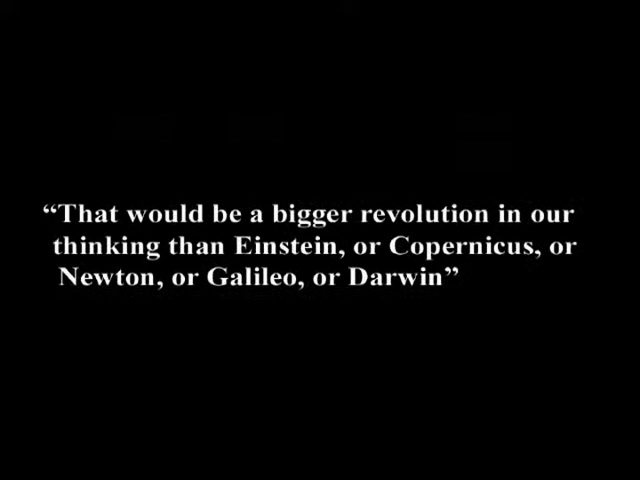 “That would be a bigger revolution in our
thinking than Einstein, or Copernicus, or
Newton, or Galileo, or Darwin”